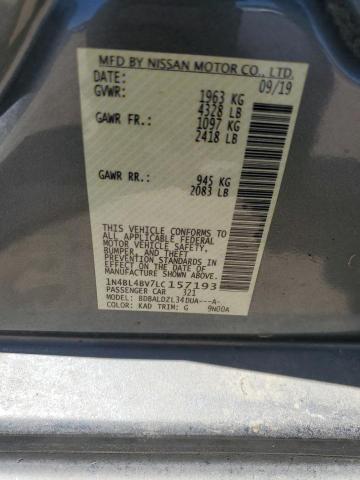 MFD BY NISSAN MOTOR CO., LTD.
DATE: 09/19
GVWR: 1963 KG
4328 LB
GAWR FR.: 1097 KG
2418 LB
GAWR RR.: 945 KG
2083 LB
THIS VEHICLE CONFORMS TO
ALL APPLICABLE FEDERAL
MOTOR VEHICLE SAFETY,
BUMPER, AND THEFT
PREVENTION STANDARDS
IN EFFECT ON THE DATE OF
MANUFACTURE SHOWN ABOVE.
1N4BL4BV7LC157193
PASSENGER CAR 321
MODEL: BDBALDZL34DUA---A-
COLOR: KAD TRIM: G 9N00A